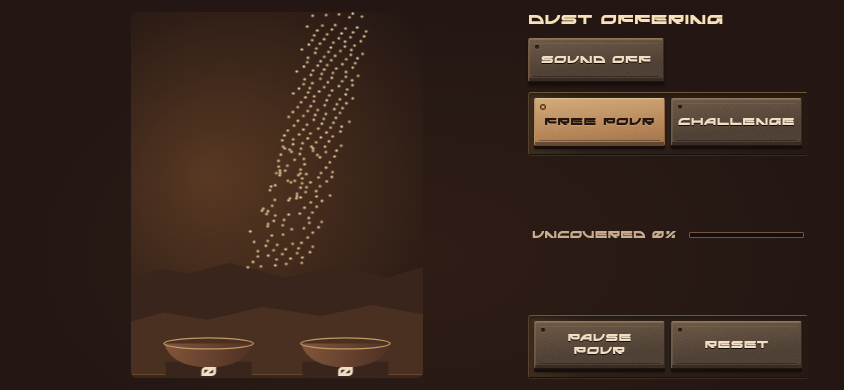 DUST OFFERING
SOUND OFF
FREE POUR
CHALLENGE
UNCOVERED 0%
PAUSE
POUR
RESET
0
0